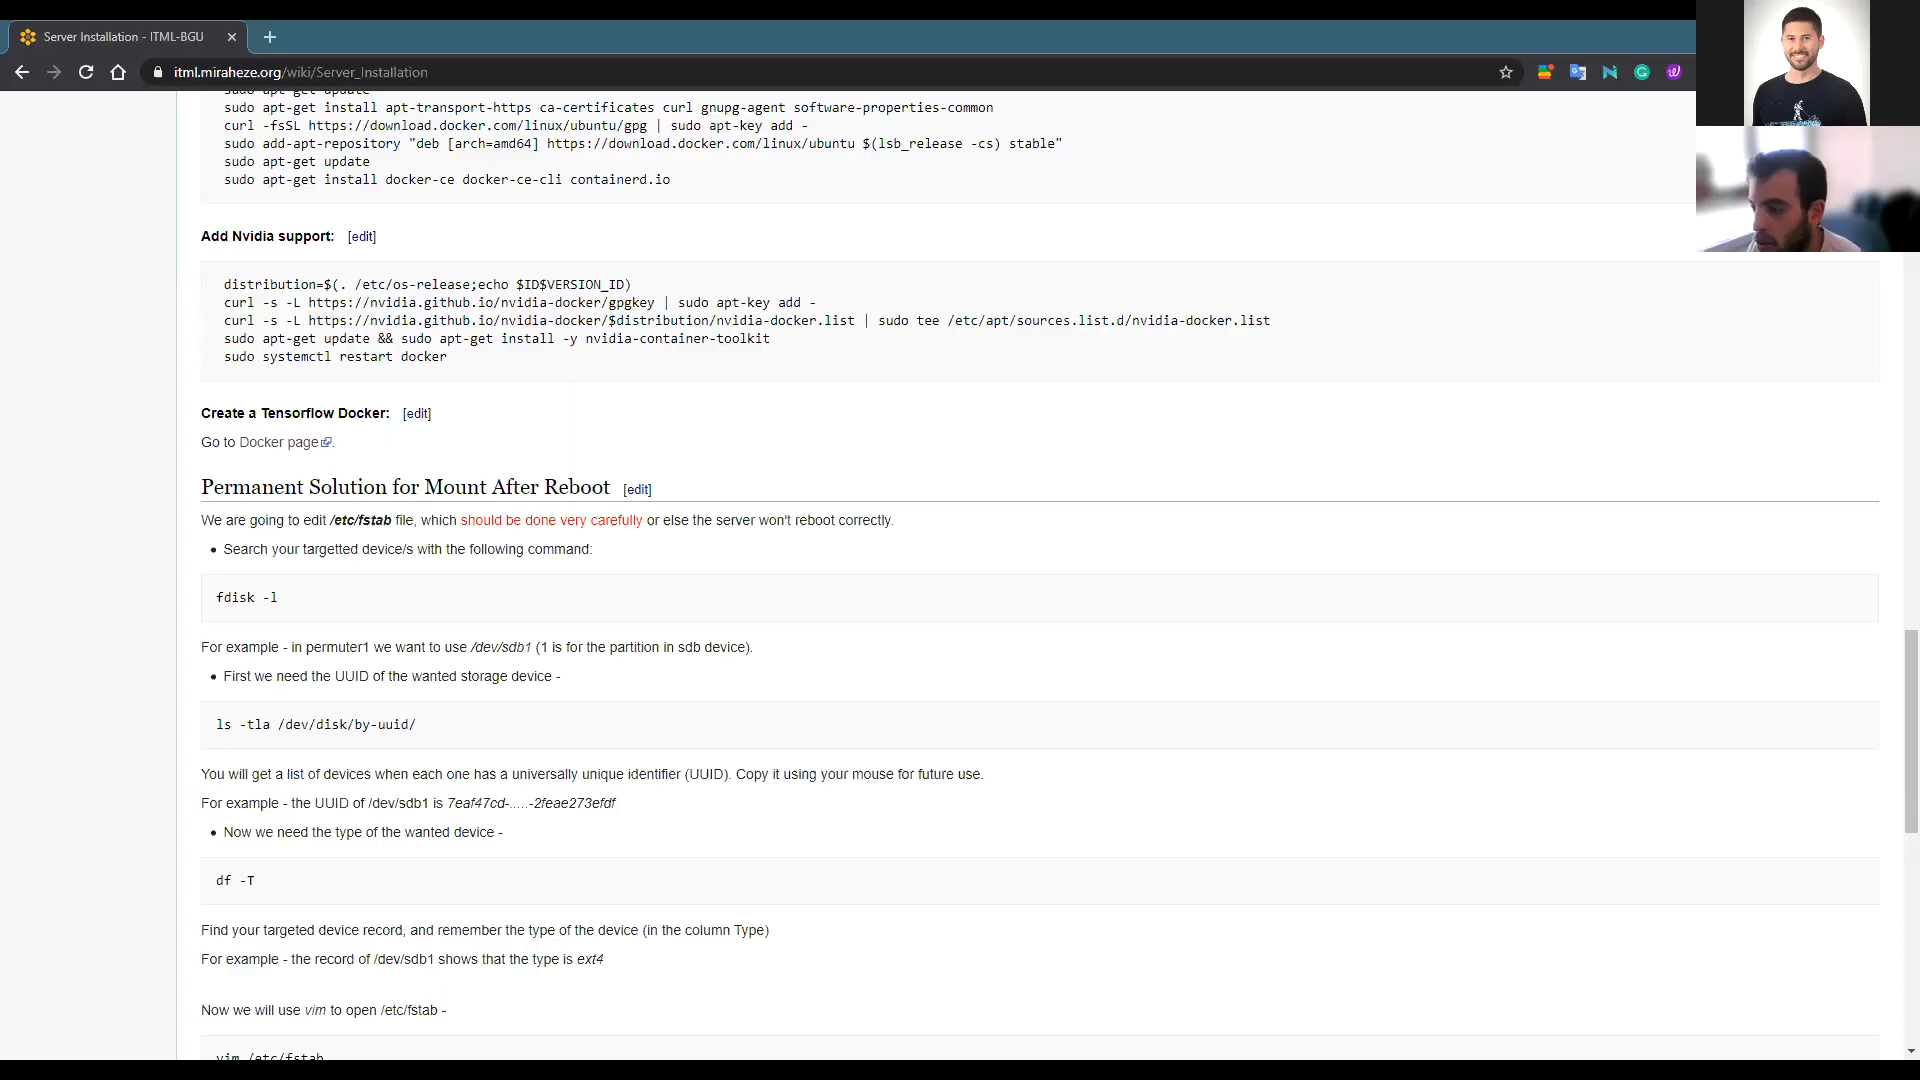 Server Installation - ITML-BGU
itml.miraheze.org/wiki/Server_Installation
sudo apt-get update
sudo apt-get install apt-transport-https ca-certificates curl gnupg-agent software-properties-common
curl -fsSL https://download.docker.com/linux/ubuntu/gpg | sudo apt-key add -
sudo add-apt-repository "deb [arch=amd64] https://download.docker.com/linux/ubuntu $(lsb_release -cs) stable"
sudo apt-get update
sudo apt-get install docker-ce docker-ce-cli containerd.io
Add Nvidia support: [edit]
distribution=$(. /etc/os-release;echo $ID$VERSION_ID)
curl -s -L https://nvidia.github.io/nvidia-docker/gpgkey | sudo apt-key add -
curl -s -L https://nvidia.github.io/nvidia-docker/$distribution/nvidia-docker.list | sudo tee /etc/apt/sources.list.d/nvidia-docker.list
sudo apt-get update && sudo apt-get install -y nvidia-container-toolkit
sudo systemctl restart docker
Create a Tensorflow Docker: [edit]
Go to Docker page.
Permanent Solution for Mount After Reboot [edit]
We are going to edit /etc/fstab file, which should be done very carefully or else the server won't reboot correctly.
• Search your targetted device/s with the following command:
fdisk -l
For example - in permuter1 we want to use /dev/sdb1 (1 is for the partition in sdb device).
• First we need the UUID of the wanted storage device -
ls -tla /dev/disk/by-uuid/
You will get a list of devices when each one has a universally unique identifier (UUID). Copy it using your mouse for future use.
For example - the UUID of /dev/sdb1 is 7eaf47cd-.....-2feae273efdf
• Now we need the type of the wanted device -
df -T
Find your targeted device record, and remember the type of the device (in the column Type)
For example - the record of /dev/sdb1 shows that the type is ext4
Now we will use vim to open /etc/fstab -
vim /etc/fstab